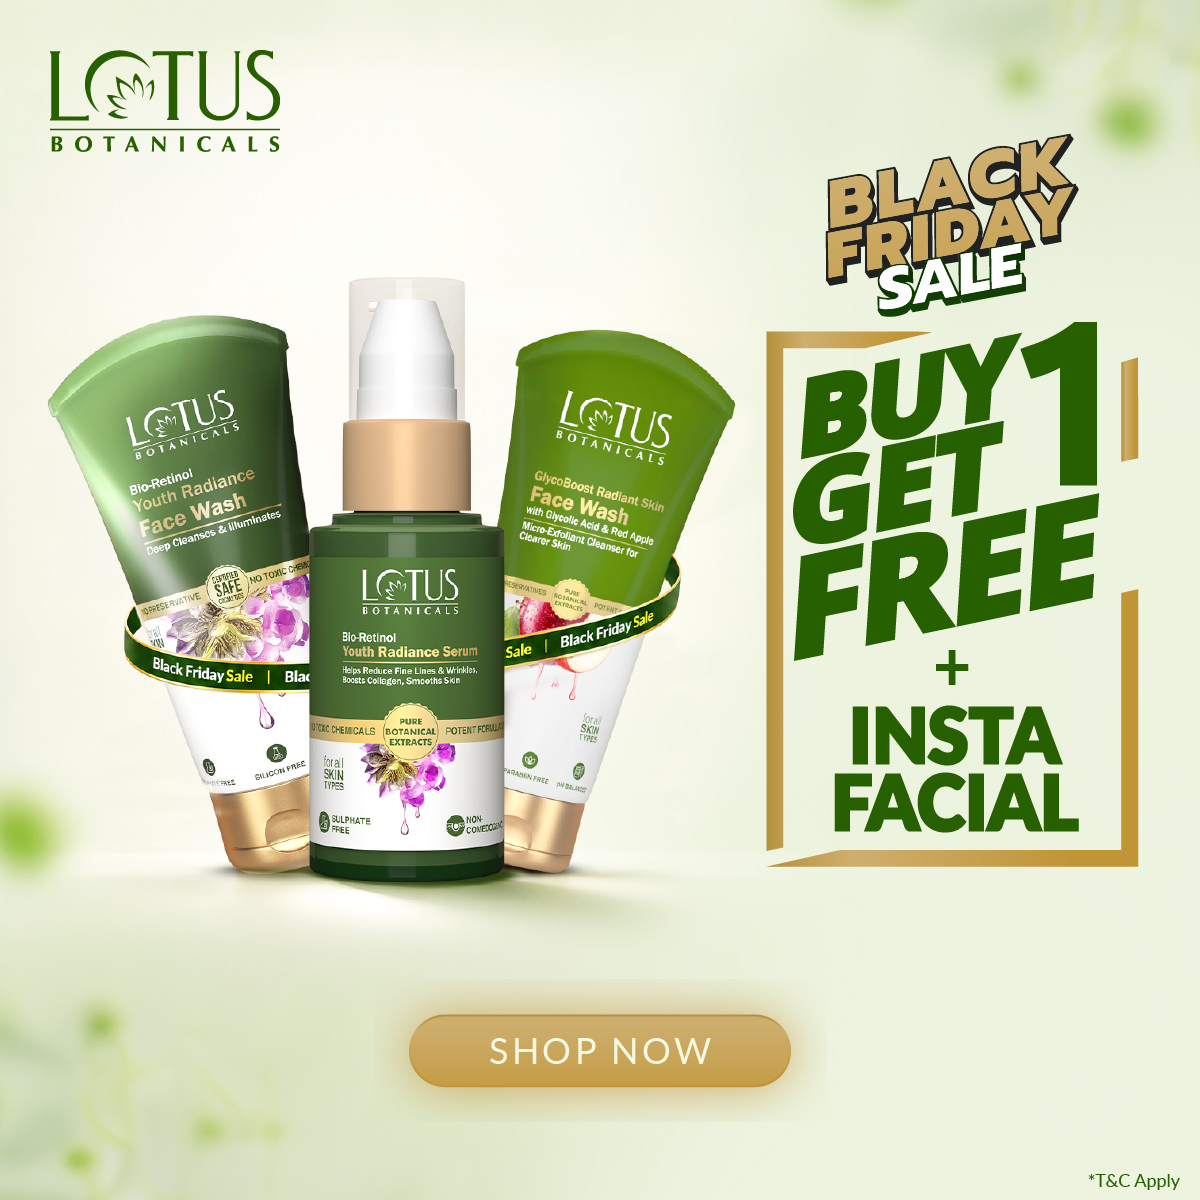 LOTUS
BOTANICALS
BLACK
FRIDAY
SALE
BUY 1
GET
FREE
+
INSTA
FACIAL
LOTUS
BOTANICALS
Bio-Retinol
Youth Radiance
Face Wash
Deep Cleanses & Illuminates
CERTIFIED
SAFE
COSMETICS
NO TOXIC
PRESERVATIVE
for all
SKIN
Black Friday Sale |
SILICON FREE
LOTUS
BOTANICALS
Bio-Retinol
Youth Radiance Serum
Helps Reduce Fine Lines & Wrinkles,
Boosts Collagen, Smooths Skin
TOXIC CHEMICALS
PURE
BOTANICAL
EXTRACTS
POTENT
for all
SKIN
TYPES
SULPHATE
FREE
NON-
LOTUS
BOTANICALS
GlycoBoost Radiant Skin
Face Wash
with Glycolic Acid & Red Apple
Micro-Exfoliant Cleanser for
Clearer Skin
PURE
BOTANICAL
EXTRACTS
Sale | Black Friday Sale
for all
SKIN
TYPES
PARABEN FREE
SHOP NOW
*T&C Apply